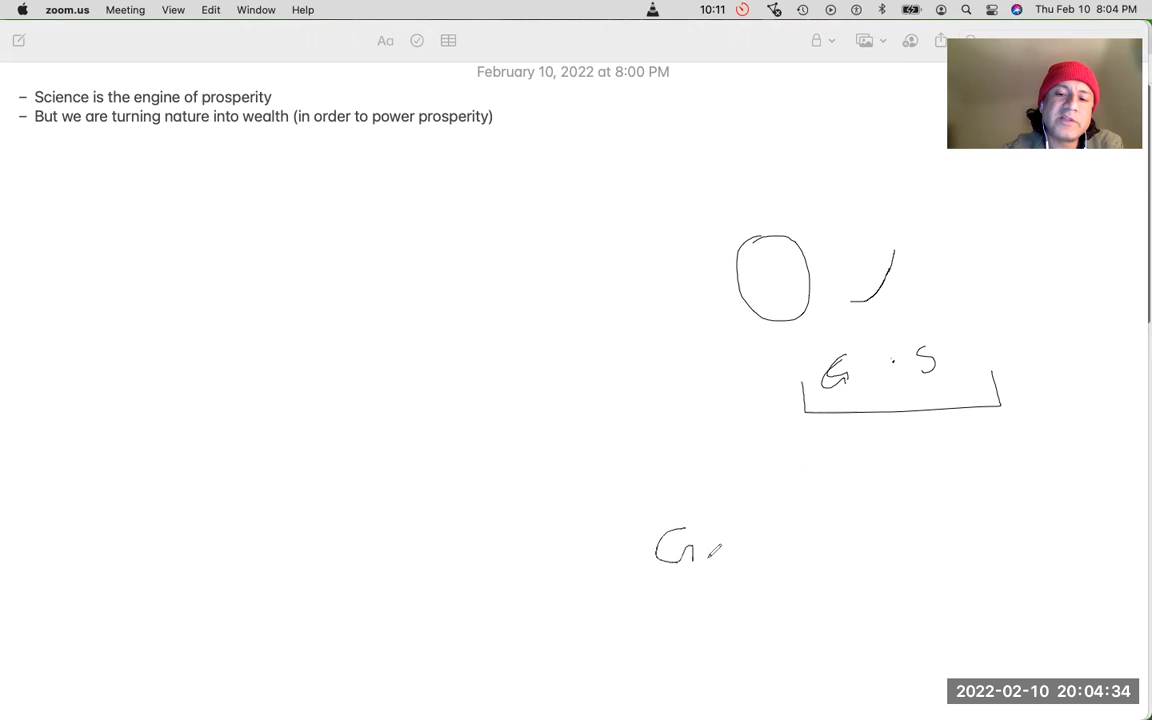 zoom.us Meeting View Edit Window Help 10:11 Thu Feb 10 8:04 PM
Aa
February 10, 2022 at 8:00 PM
– Science is the engine of prosperity
– But we are turning nature into wealth (in order to power prosperity)
G . S
G
2022-02-10 20:04:34